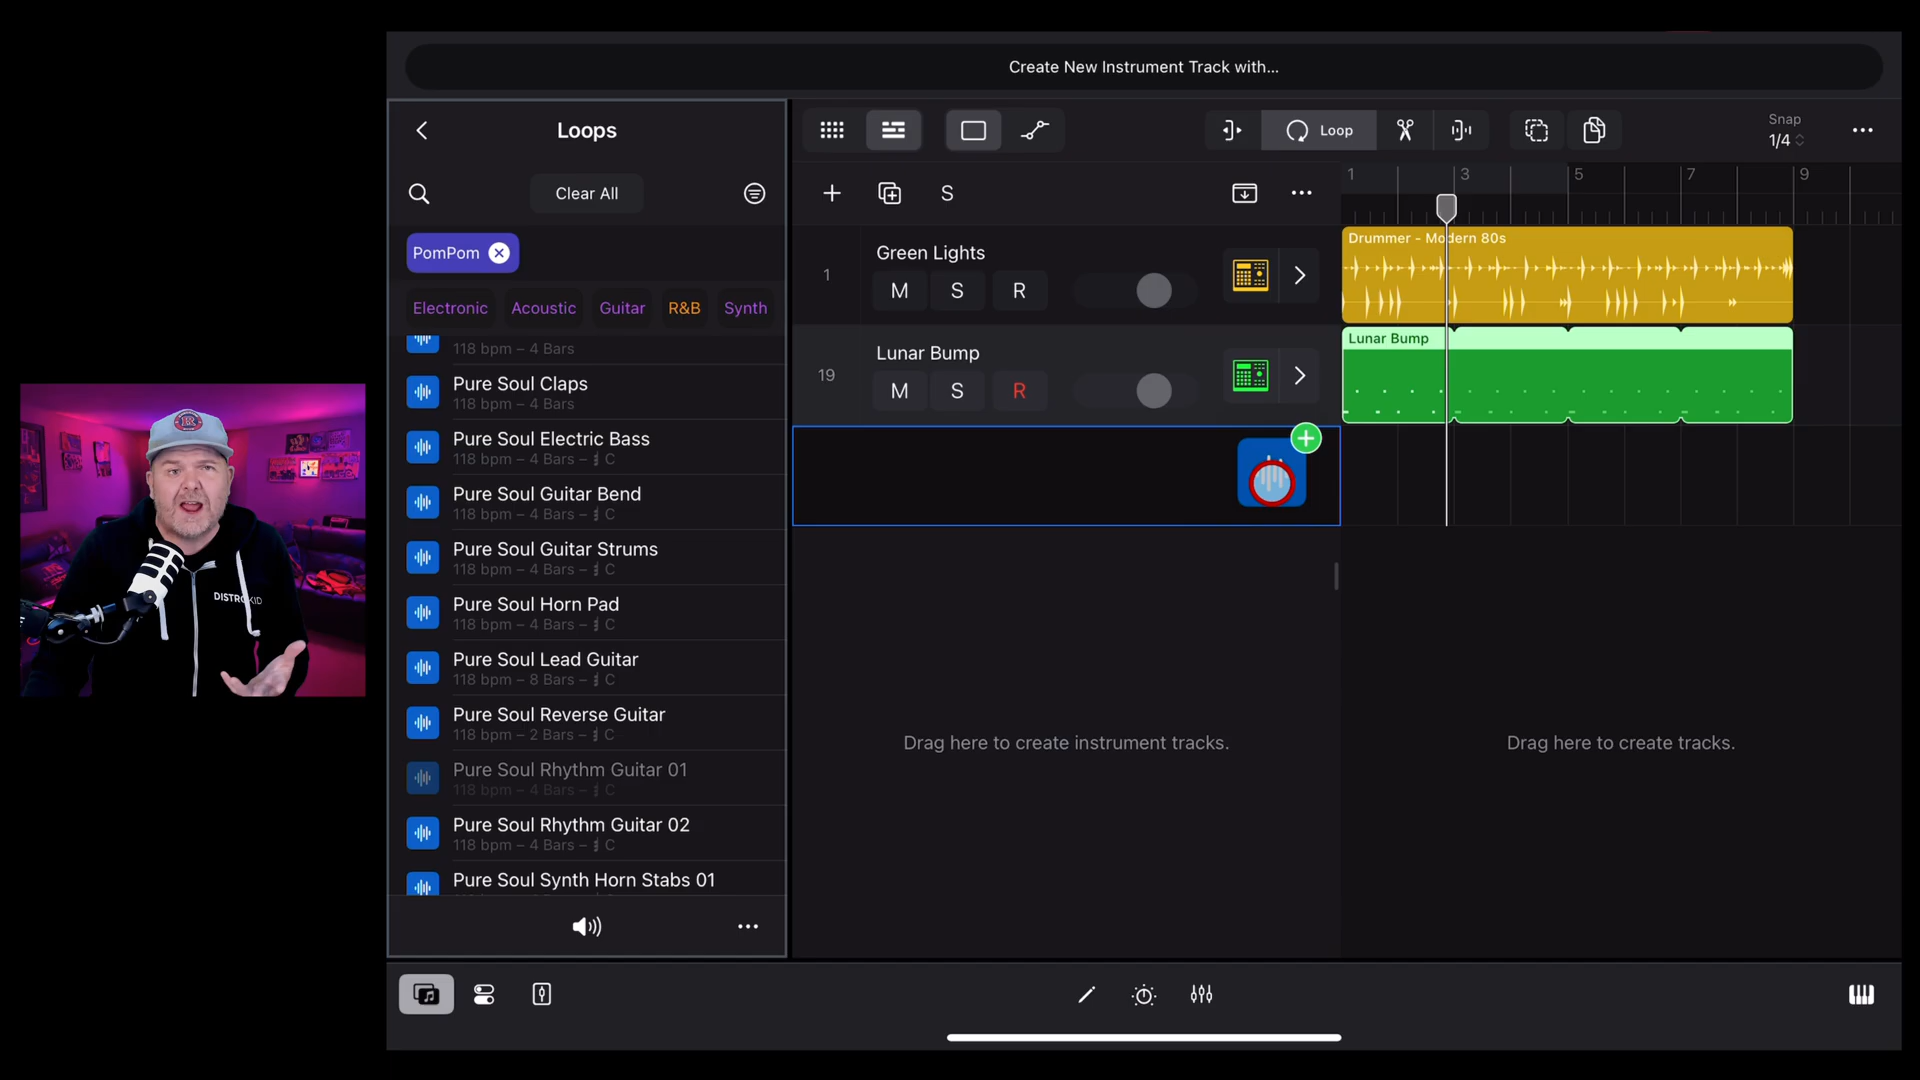 Create New Instrument Track with...
Loops
Clear All
PomPom
Electronic Acoustic Guitar R&B Synth
118 bpm – 4 Bars
Pure Soul Claps
118 bpm – 4 Bars
Pure Soul Electric Bass
118 bpm – 4 Bars – C
Pure Soul Guitar Bend
118 bpm – 4 Bars – C
Pure Soul Guitar Strums
118 bpm – 4 Bars – C
Pure Soul Horn Pad
118 bpm – 4 Bars – C
Pure Soul Lead Guitar
118 bpm – 8 Bars – C
Pure Soul Reverse Guitar
118 bpm – 2 Bars – C
Pure Soul Rhythm Guitar 01
118 bpm – 4 Bars – C
Pure Soul Rhythm Guitar 02
118 bpm – 4 Bars – C
Pure Soul Synth Horn Stabs 01
Loop
Snap
1/4
S
1 3 5 7 9
1
Green Lights
M S R
Drummer - Modern 80s
19
Lunar Bump
M S R
Lunar Bump
Drag here to create instrument tracks.
Drag here to create tracks.
DISTROKID